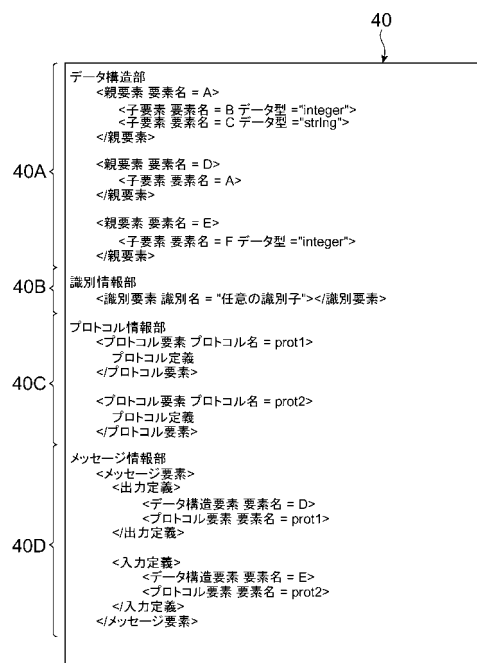 40
データ構造部
<親要素 要素名 = A>
<子要素 要素名 = B データ型 ="integer">
<子要素 要素名 = C データ型 ="string">
</親要素>
<親要素 要素名 = D>
<子要素 要素名 = A>
</親要素>
<親要素 要素名 = E>
<子要素 要素名 = F データ型 ="integer">
</親要素>
40A
識別情報部
<識別要素 識別名 = "任意の識別子"></識別要素>
40B
プロトコル情報部
<プロトコル要素 プロトコル名 = prot1>
プロトコル定義
</プロトコル要素>
<プロトコル要素 プロトコル名 = prot2>
プロトコル定義
</プロトコル要素>
40C
メッセージ情報部
<メッセージ要素>
<出力定義>
<データ構造要素 要素名 = D>
<プロトコル要素 要素名 = prot1>
</出力定義>
<入力定義>
<データ構造要素 要素名 = E>
<プロトコル要素 要素名 = prot2>
</入力定義>
</メッセージ要素>
40D